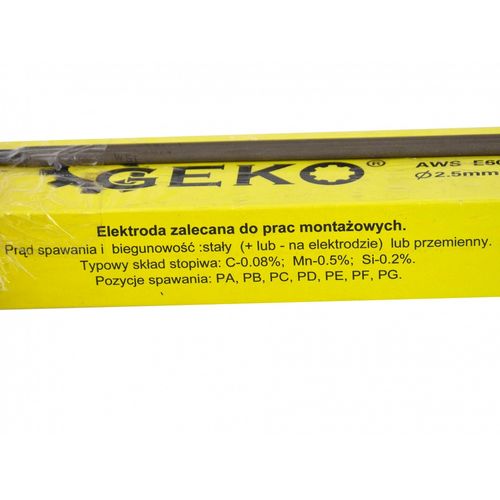 GEKO®
AWS E6
Ø2.5mm
Elektroda zalecana do prac montażowych.
Prąd spawania i biegunowość :stały (+ lub - na elektrodzie) lub przemienny.
Typowy skład stopiwa: C-0.08%; Mn-0.5%; Si-0.2%.
Pozycje spawania: PA, PB, PC, PD, PE, PF, PG.